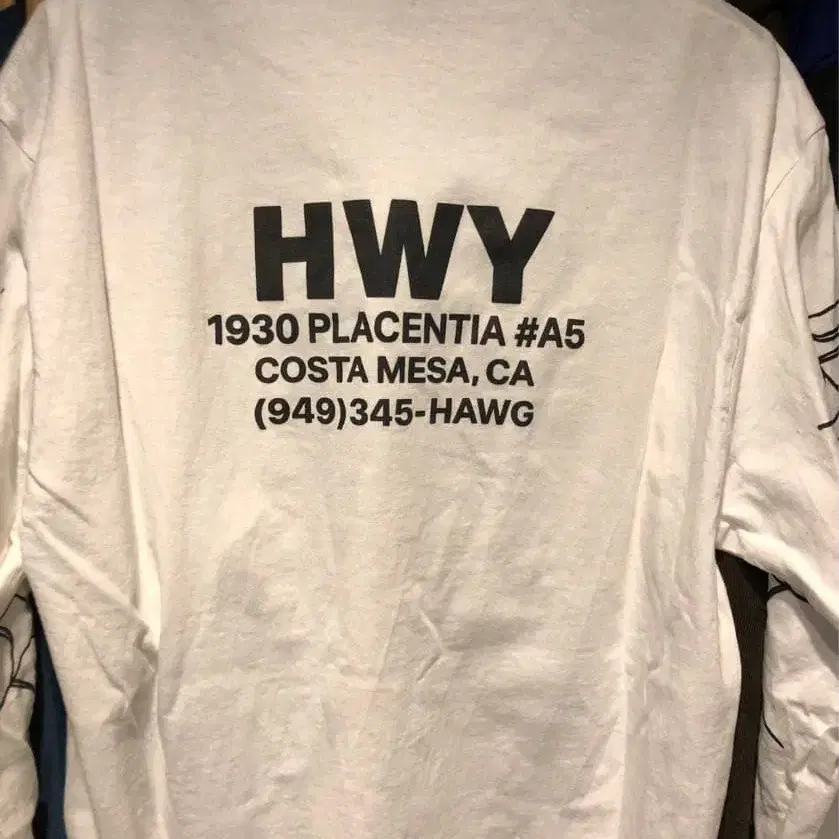 HWY
1930 PLACENTIA #A5
COSTA MESA, CA
(949)345-HAWG